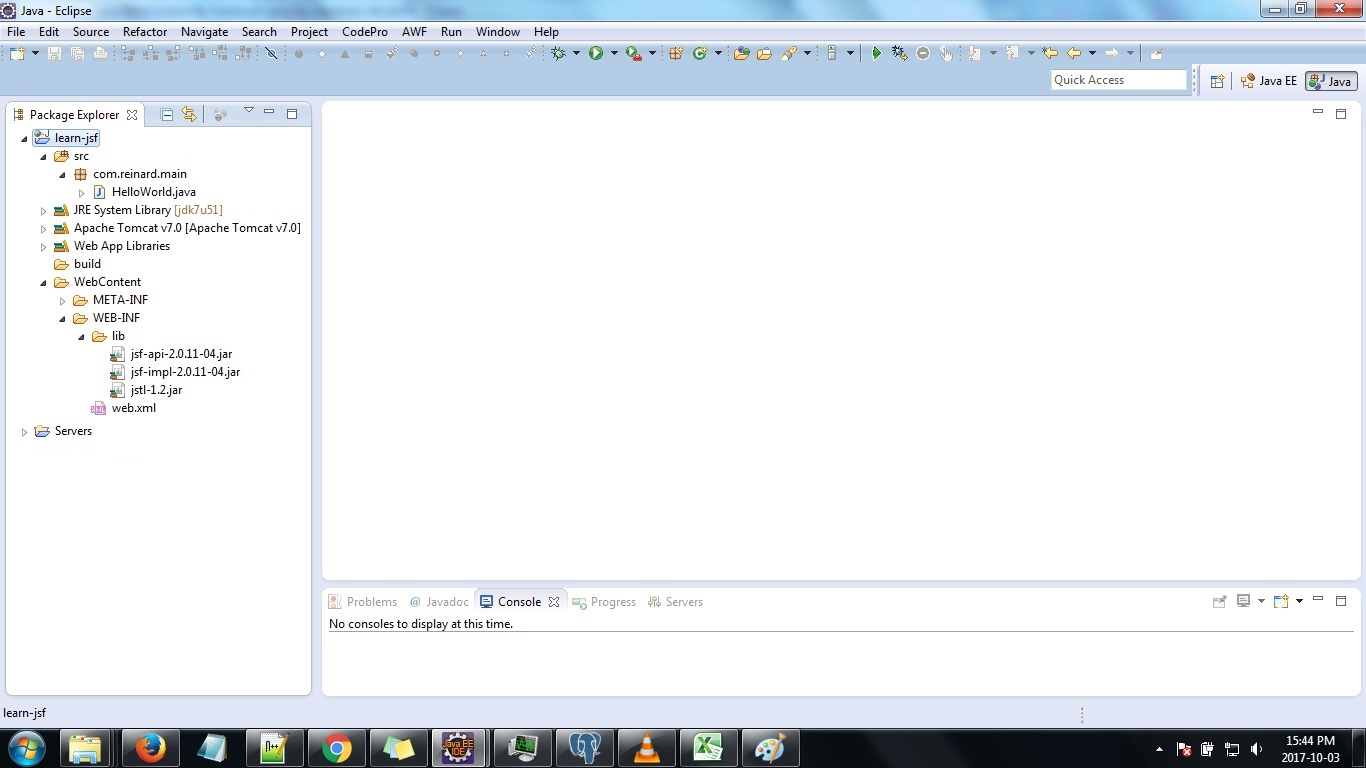 Java - Eclipse
File Edit Source Refactor Navigate Search Project CodePro AWF Run Window Help
Quick Access
Java EE
Java
Package Explorer
learn-jsf
src
com.reinard.main
HelloWorld.java
JRE System Library [jdk7u51]
Apache Tomcat v7.0 [Apache Tomcat v7.0]
Web App Libraries
build
WebContent
META-INF
WEB-INF
lib
jsf-api-2.0.11-04.jar
jsf-impl-2.0.11-04.jar
jstl-1.2.jar
web.xml
Servers
Problems @ Javadoc Console Progress Servers
No consoles to display at this time.
learn-jsf
Java EE
IDE
15:44 PM
2017-10-03